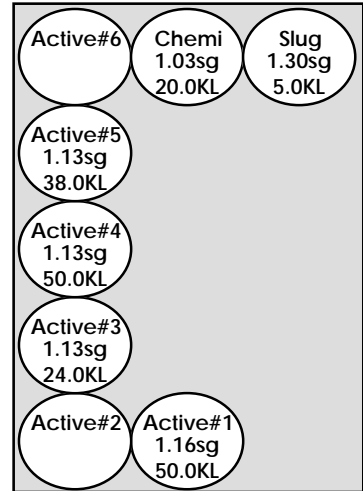 Active#6
Chemi
1.03sg
20.0KL
Slug
1.30sg
5.0KL
Active#5
1.13sg
38.0KL
Active#4
1.13sg
50.0KL
Active#3
1.13sg
24.0KL
Active#2
Active#1
1.16sg
50.0KL